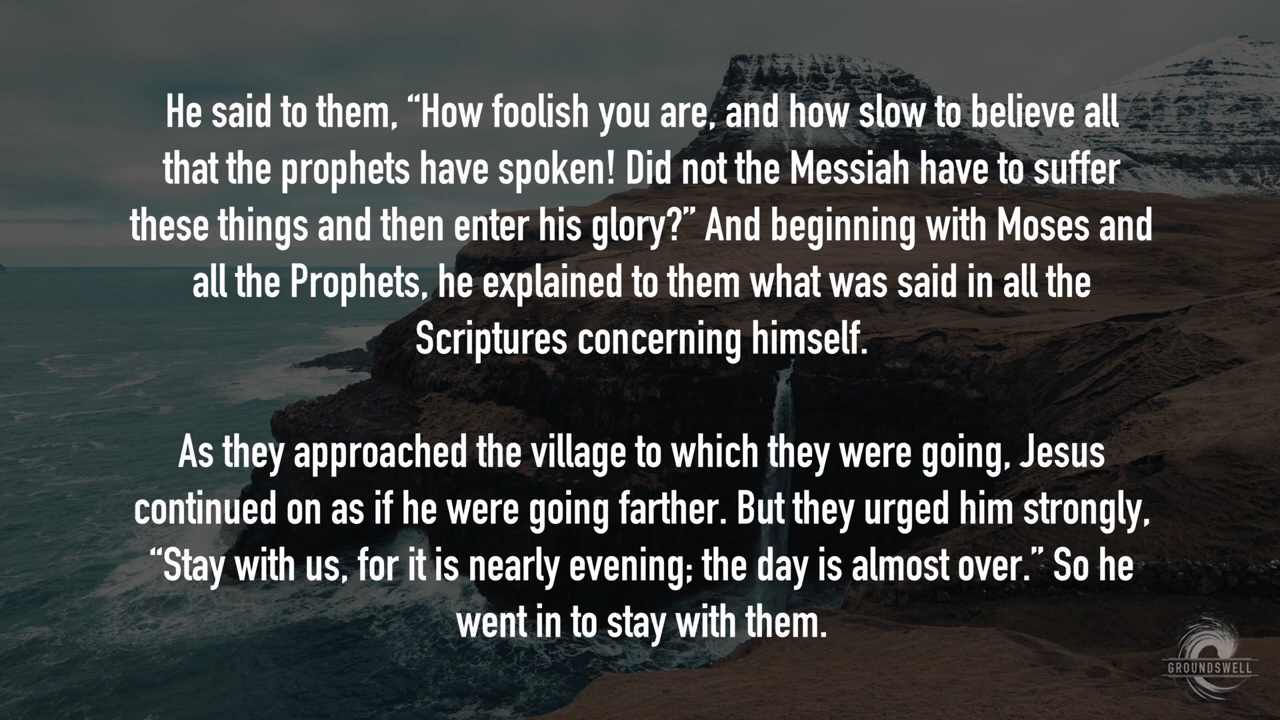 He said to them, “How foolish you are, and how slow to believe all
that the prophets have spoken! Did not the Messiah have to suffer
these things and then enter his glory?” And beginning with Moses and
all the Prophets, he explained to them what was said in all the
Scriptures concerning himself.
As they approached the village to which they were going, Jesus
continued on as if he were going farther. But they urged him strongly,
“Stay with us, for it is nearly evening; the day is almost over.” So he
went in to stay with them.
GROUNDSWELL